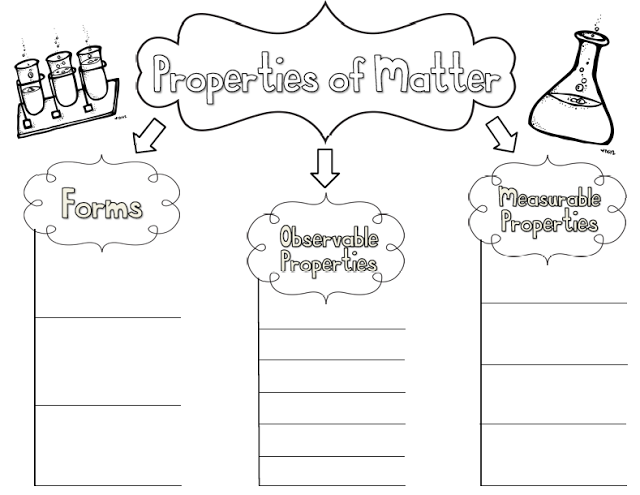 Properties of Matter
Forms
Observable
Properties
Measurable
Properties